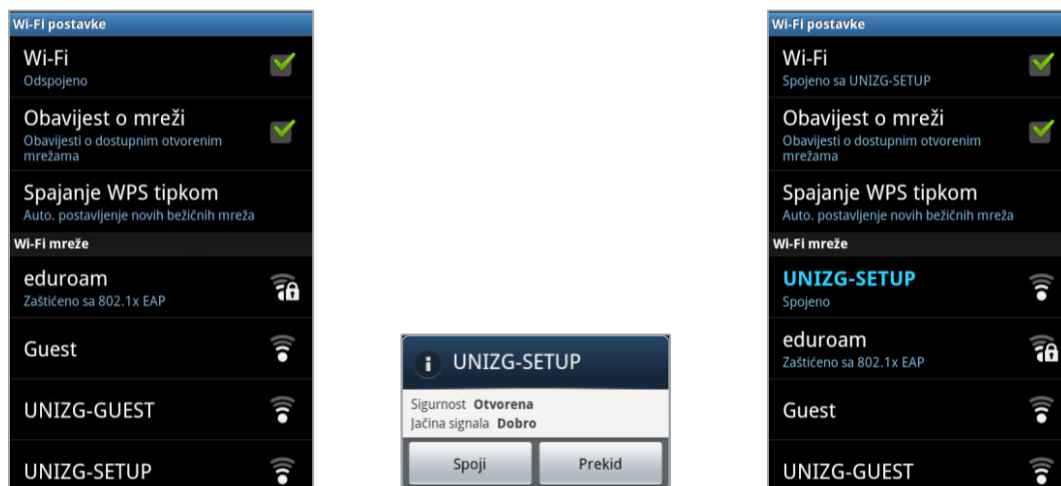 Wi-Fi postavke
Wi-Fi
Odspojeno
Obavijest o mreži
Obavijesti o dostupnim otvorenim
mrežama
Spajanje WPS tipkom
Auto. postavljenje novih bežičnih mreža
Wi-Fi mreže
eduroam
Zaštićeno sa 802.1x EAP
Guest
UNIZG-GUEST
UNIZG-SETUP
UNIZG-SETUP
Sigurnost Otvorena
Jačina signala Dobro
Spoji
Prekid
Wi-Fi postavke
Wi-Fi
Spojeno sa UNIZG-SETUP
Obavijest o mreži
Obavijesti o dostupnim otvorenim
mrežama
Spajanje WPS tipkom
Auto. postavljenje novih bežičnih mreža
Wi-Fi mreže
UNIZG-SETUP
Spojeno
eduroam
Zaštićeno sa 802.1x EAP
Guest
UNIZG-GUEST